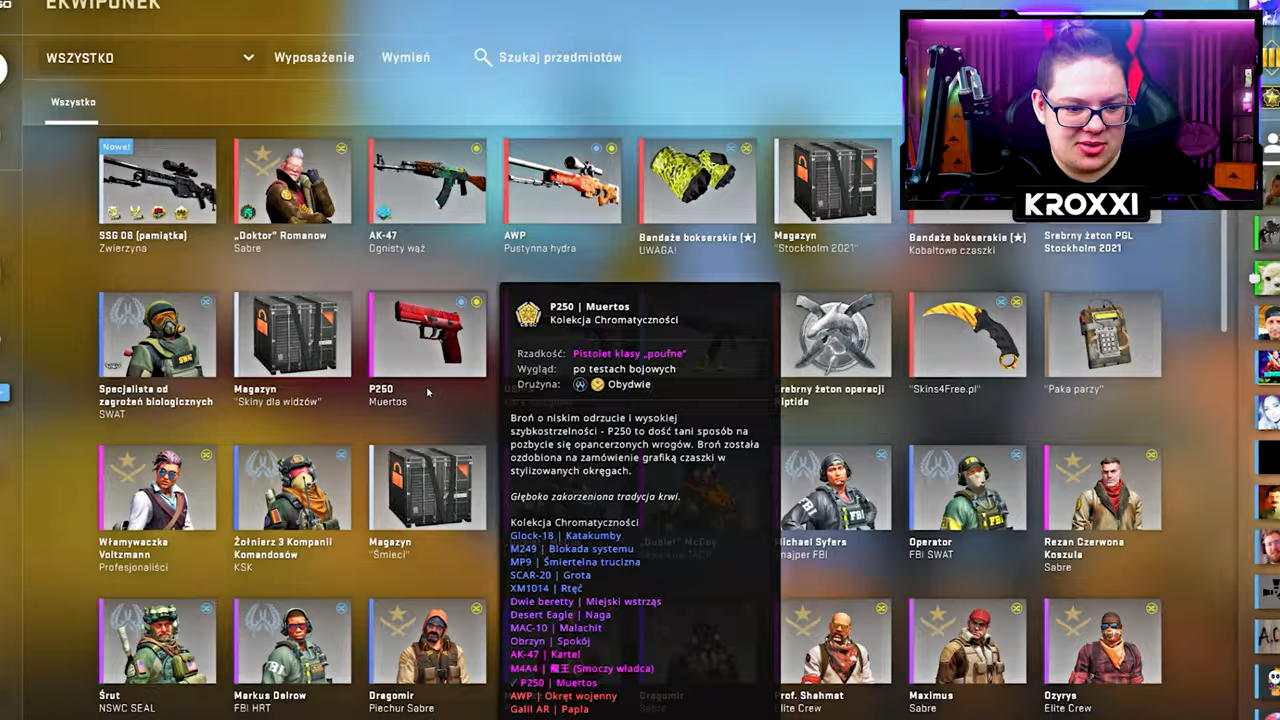 EKWIPUNEK
WSZYSTKO
Wyposażenie
Wymień
Szukaj przedmiotów
Wszystko
KROXXI
Nowe!
SSG 08 (pamiątka)
Zwierzyna
„Doktor” Romanow
Sabre
AK-47
Ognisty wąż
AWP
Pustynna hydra
Bandaże bokserskie (★)
UWAGA!
Magazyn
"Stockholm 2021"
Bandaże bokserskie (★)
Kobaltowe czaszki
Srebrny żeton PGL
Stockholm 2021
Specjalista od
zagrożeń biologicznych
SWAT
Magazyn
"Skiny dla widzów"
P250
Muertos
P250 | Muertos
Kolekcja Chromatyczności
Rzadkość: Pistolet klasy „poufne”
Wygląd: po testach bojowych
Drużyna: Obydwie
Broń o niskim odrzucie i wysokiej
szybkostrzelności - P250 to dość tani sposób na
pozbycie się opancerzonych wrogów. Broń została
ozdobiona na zamówienie grafiką czaszki w
stylizowanych okręgach.
Głęboko zakorzeniona tradycja krwi.
Kolekcja Chromatyczności
Glock-18 | Katakumby
M249 | Blokada systemu
MP9 | Śmiertelna trucizna
SCAR-20 | Grota
XM1014 | Rtęć
Dwie beretty | Miejski wstrząs
Desert Eagle | Naga
MAC-10 | Malachit
Obrzyn | Spokój
AK-47 | Kartel
M4A4 | 龍王 (Smoczy władca)
✓ P250 | Muertos
AWP | Okręt wojenny
Galil AR | Papla
Srebrny żeton operacji
Riptide
"Skins4Free.pl"
"Paka parzy"
Włamywaczka
Voltzmann
Profesjonaliści
Żołnierz 3 Kompanii
Komandosów
KSK
Magazyn
"Śmieci"
„Duble!” McCoy
Michael Syfers
Snajper FBI
Operator
FBI SWAT
Rezan Czerwona
Koszula
Sabre
Śrut
NSWC SEAL
Markus Delrow
FBI HRT
Dragomir
Piechur Sabre
Dragomir
Sabre
Prof. Shahmat
Elite Crew
Maximus
Sabre
Ozyrys
Elite Crew